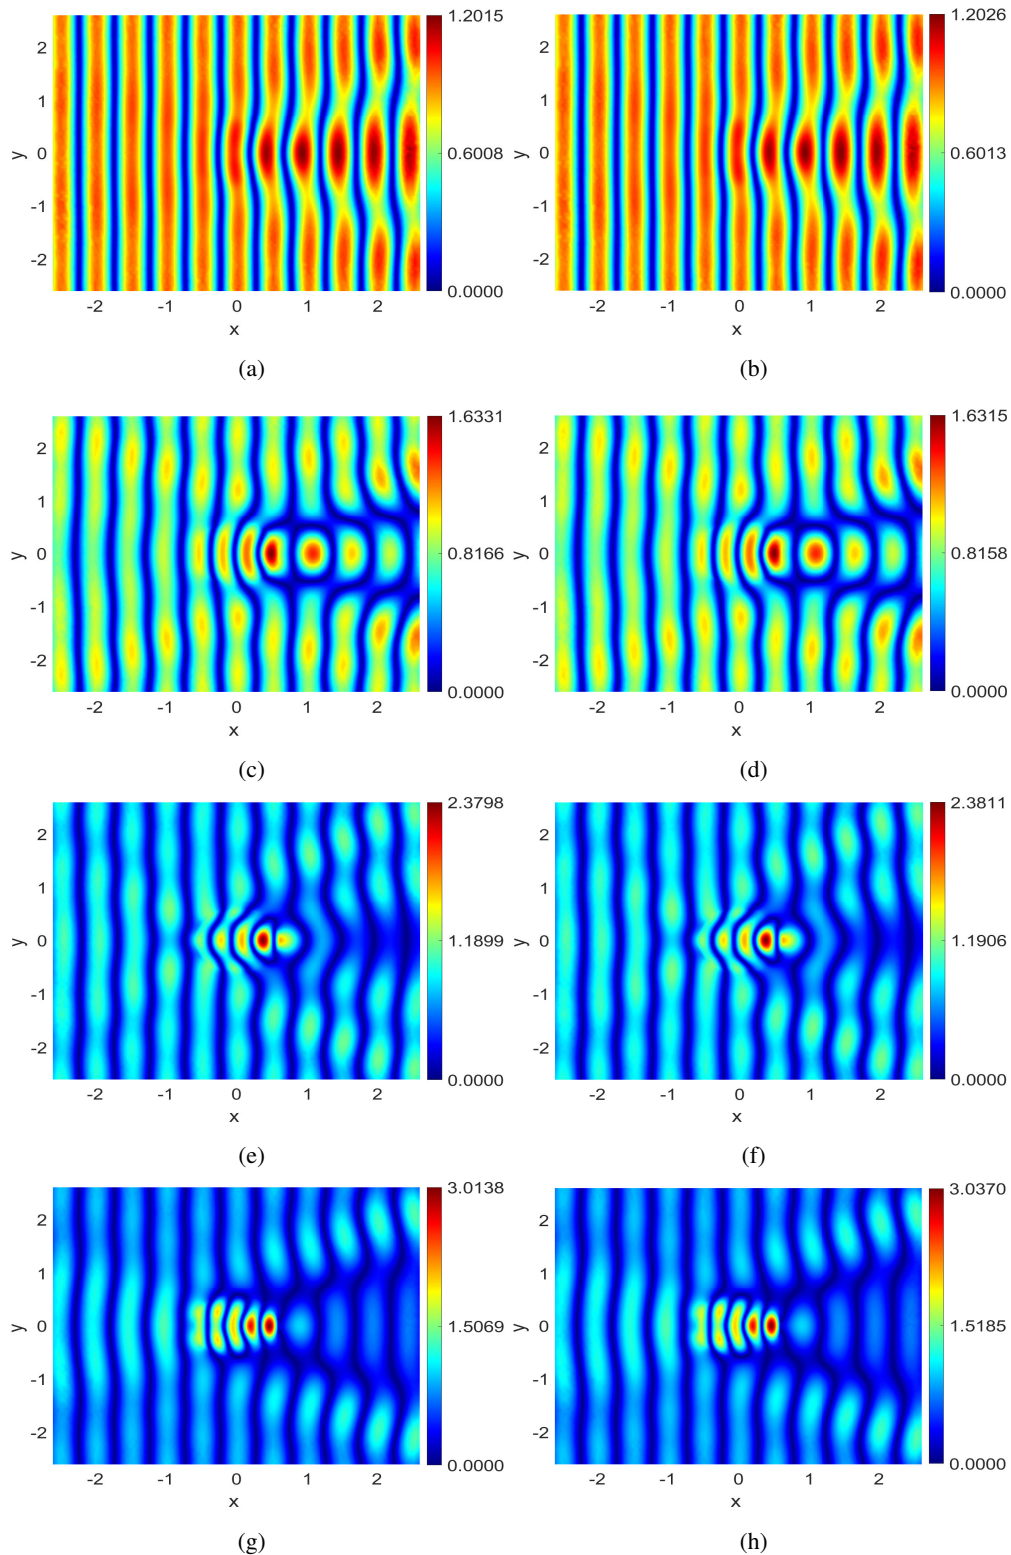 1.2015
2
1
y 0 0.6008
-1
-2
0.0000
-2 -1 0 1 2
x
(a)
1.2026
2
1
y 0 0.6013
-1
-2
0.0000
-2 -1 0 1 2
x
(b)
1.6331
2
1
y 0 0.8166
-1
-2
0.0000
-2 -1 0 1 2
x
(c)
1.6315
2
1
y 0 0.8158
-1
-2
0.0000
-2 -1 0 1 2
x
(d)
2.3798
2
1
y 0 1.1899
-1
-2
0.0000
-2 -1 0 1 2
x
(e)
2.3811
2
1
y 0 1.1906
-1
-2
0.0000
-2 -1 0 1 2
x
(f)
3.0138
2
1
y 0 1.5069
-1
-2
0.0000
-2 -1 0 1 2
x
(g)
3.0370
2
1
y 0 1.5185
-1
-2
0.0000
-2 -1 0 1 2
x
(h)